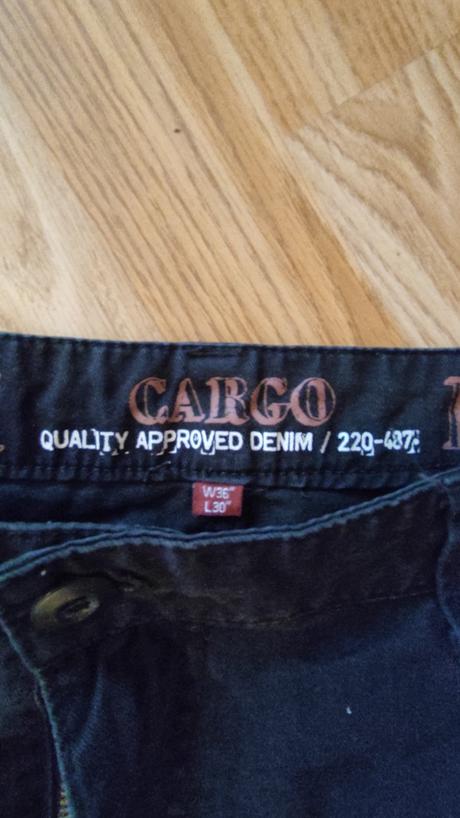 CARGO
QUALITY APPROVED DENIM / 220-487
W36"
L30"